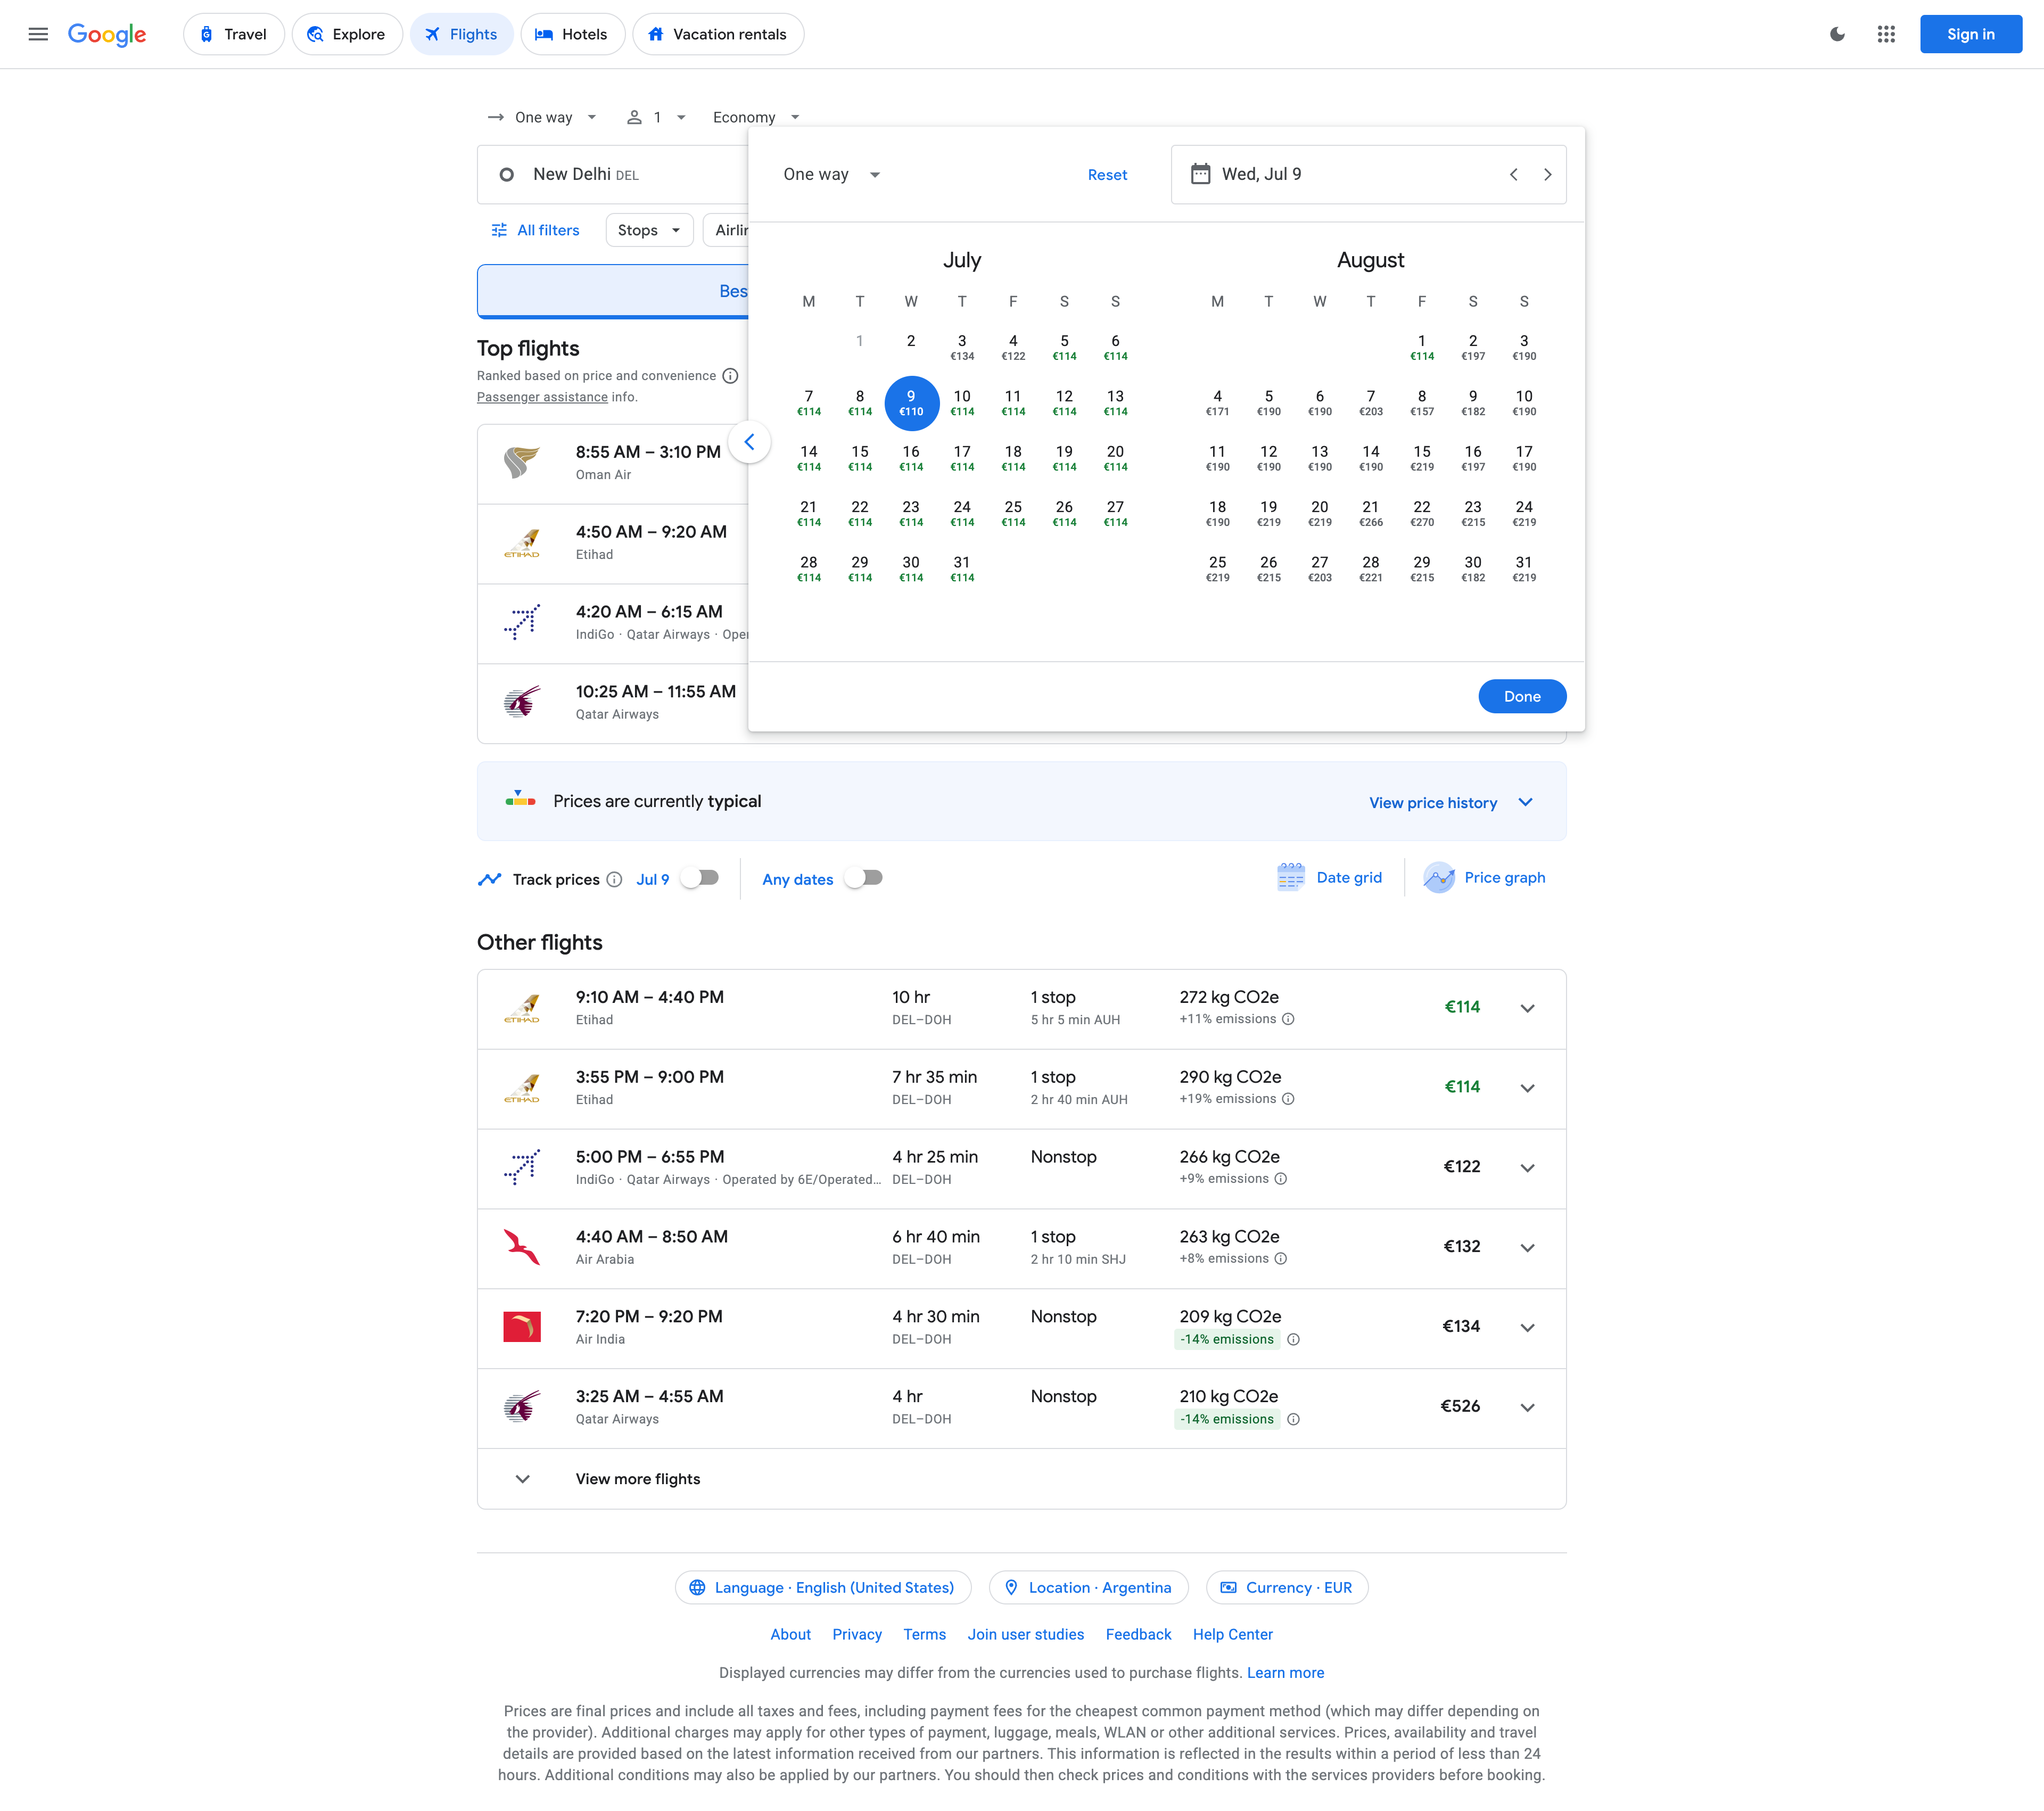 Google
Travel
Explore
Flights
Hotels
Vacation rentals
Sign in
One way
1
Economy
New Delhi DEL
One way
Reset
Wed, Jul 9
All filters
Stops
Airlin
July
August
M T W T F S S
M T W T F S S
1 2 3 4 5 6
€134 €122 €114 €114
1 2 3
€114 €197 €190
7 8 9 10 11 12 13
€114 €114 €110 €114 €114 €114 €114
4 5 6 7 8 9 10
€171 €190 €190 €203 €157 €182 €190
14 15 16 17 18 19 20
€114 €114 €114 €114 €114 €114 €114
11 12 13 14 15 16 17
€190 €190 €190 €190 €219 €197 €190
21 22 23 24 25 26 27
€114 €114 €114 €114 €114 €114 €114
18 19 20 21 22 23 24
€190 €219 €219 €266 €270 €215 €219
28 29 30 31
€114 €114 €114 €114
25 26 27 28 29 30 31
€219 €215 €203 €221 €215 €182 €219
Done
Bes
Top flights
Ranked based on price and convenience
Passenger assistance info.
8:55 AM – 3:10 PM
Oman Air
ETIHAD
4:50 AM – 9:20 AM
Etihad
4:20 AM – 6:15 AM
IndiGo · Qatar Airways · Oper
10:25 AM – 11:55 AM
Qatar Airways
Prices are currently typical
View price history
Track prices
Jul 9
Any dates
Date grid
Price graph
Other flights
ETIHAD
9:10 AM – 4:40 PM 10 hr 1 stop 272 kg CO2e €114
Etihad DEL–DOH 5 hr 5 min AUH +11% emissions
ETIHAD
3:55 PM – 9:00 PM 7 hr 35 min 1 stop 290 kg CO2e €114
Etihad DEL–DOH 2 hr 40 min AUH +19% emissions
5:00 PM – 6:55 PM 4 hr 25 min Nonstop 266 kg CO2e €122
IndiGo · Qatar Airways · Operated by 6E/Operated... DEL–DOH +9% emissions
4:40 AM – 8:50 AM 6 hr 40 min 1 stop 263 kg CO2e €132
Air Arabia DEL–DOH 2 hr 10 min SHJ +8% emissions
7:20 PM – 9:20 PM 4 hr 30 min Nonstop 209 kg CO2e €134
Air India DEL–DOH -14% emissions
3:25 AM – 4:55 AM 4 hr Nonstop 210 kg CO2e €526
Qatar Airways DEL–DOH -14% emissions
View more flights
Language · English (United States)
Location · Argentina
Currency · EUR
About Privacy Terms Join user studies Feedback Help Center
Displayed currencies may differ from the currencies used to purchase flights. Learn more
Prices are final prices and include all taxes and fees, including payment fees for the cheapest common payment method (which may differ depending on
the provider). Additional charges may apply for other types of payment, luggage, meals, WLAN or other additional services. Prices, availability and travel
details are provided based on the latest information received from our partners. This information is reflected in the results within a period of less than 24
hours. Additional conditions may also be applied by our partners. You should then check prices and conditions with the services providers before booking.